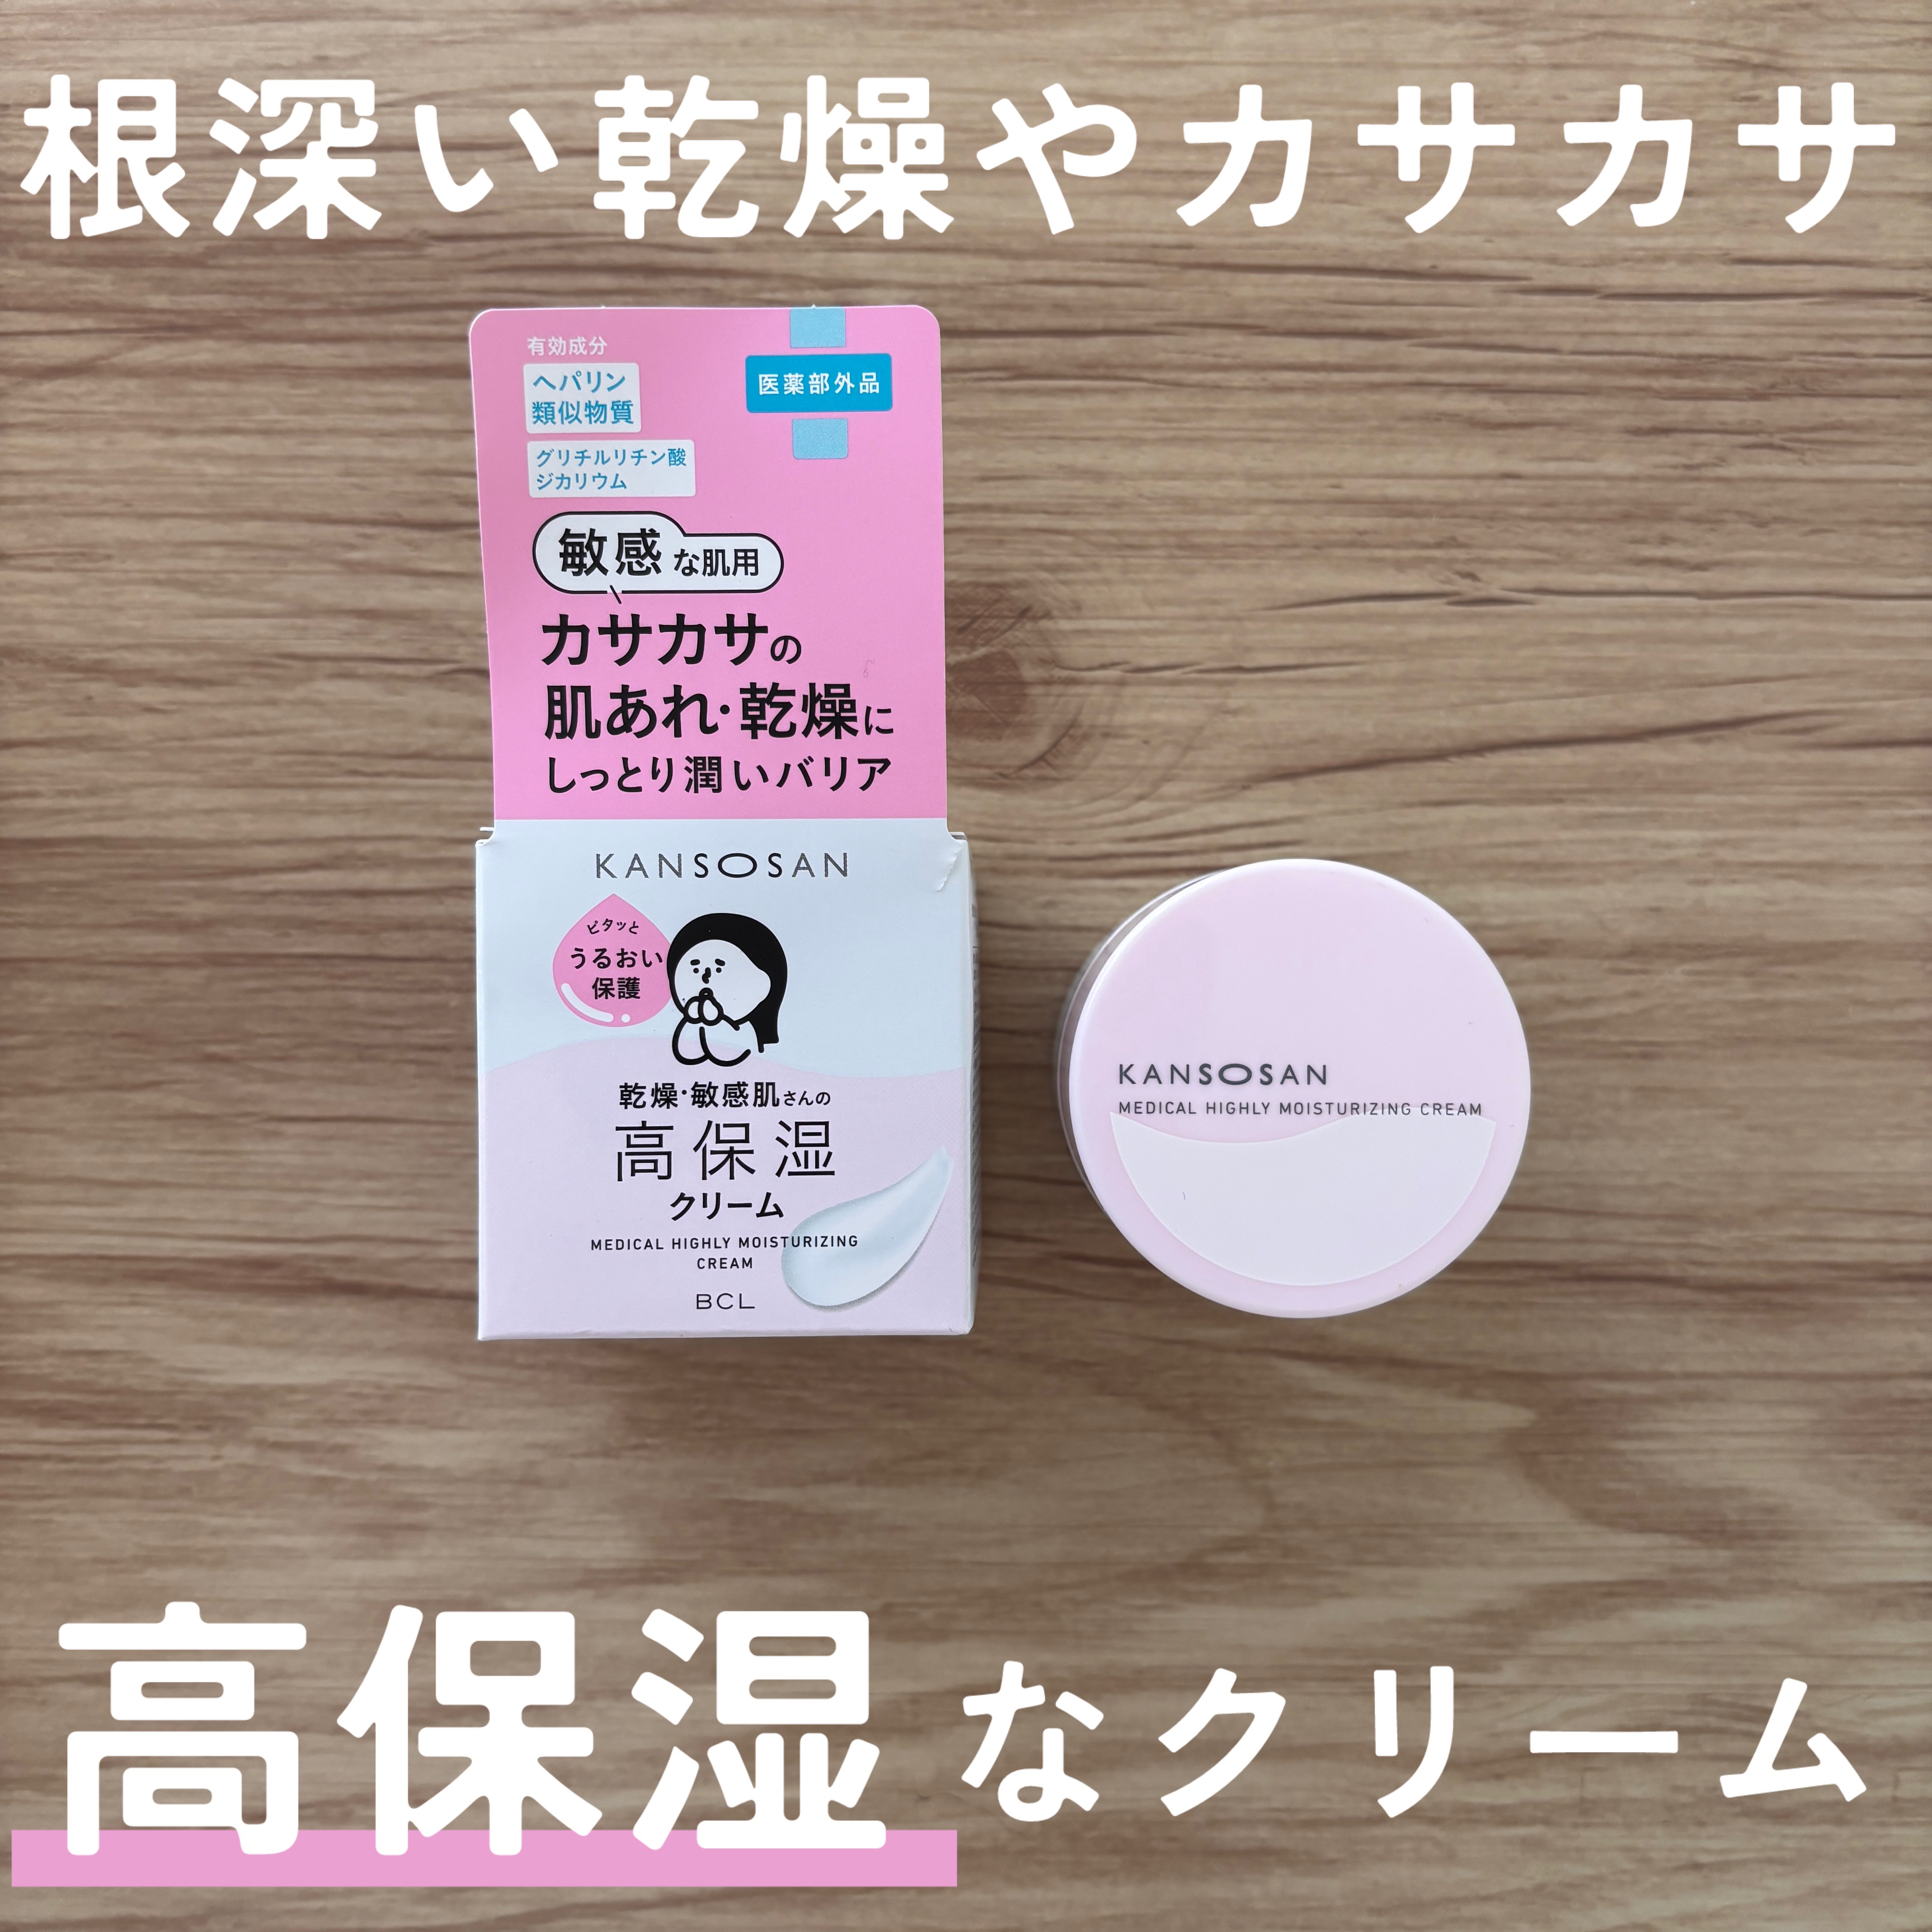 根深い乾燥やカサカサ
有効成分
ヘパリン
類似物質
グリチルリチン酸
ジカリウム
医薬部外品
敏感な肌用
カサカサの
肌あれ・乾燥に
しっとり潤いバリア
KANSOSAN
ピタッと
うるおい
保護
乾燥・敏感肌さんの
高保湿
クリーム
MEDICAL HIGHLY MOISTURIZING
CREAM
BCL
KANSOSAN
MEDICAL HIGHLY MOISTURIZING CREAM
高保湿なクリーム